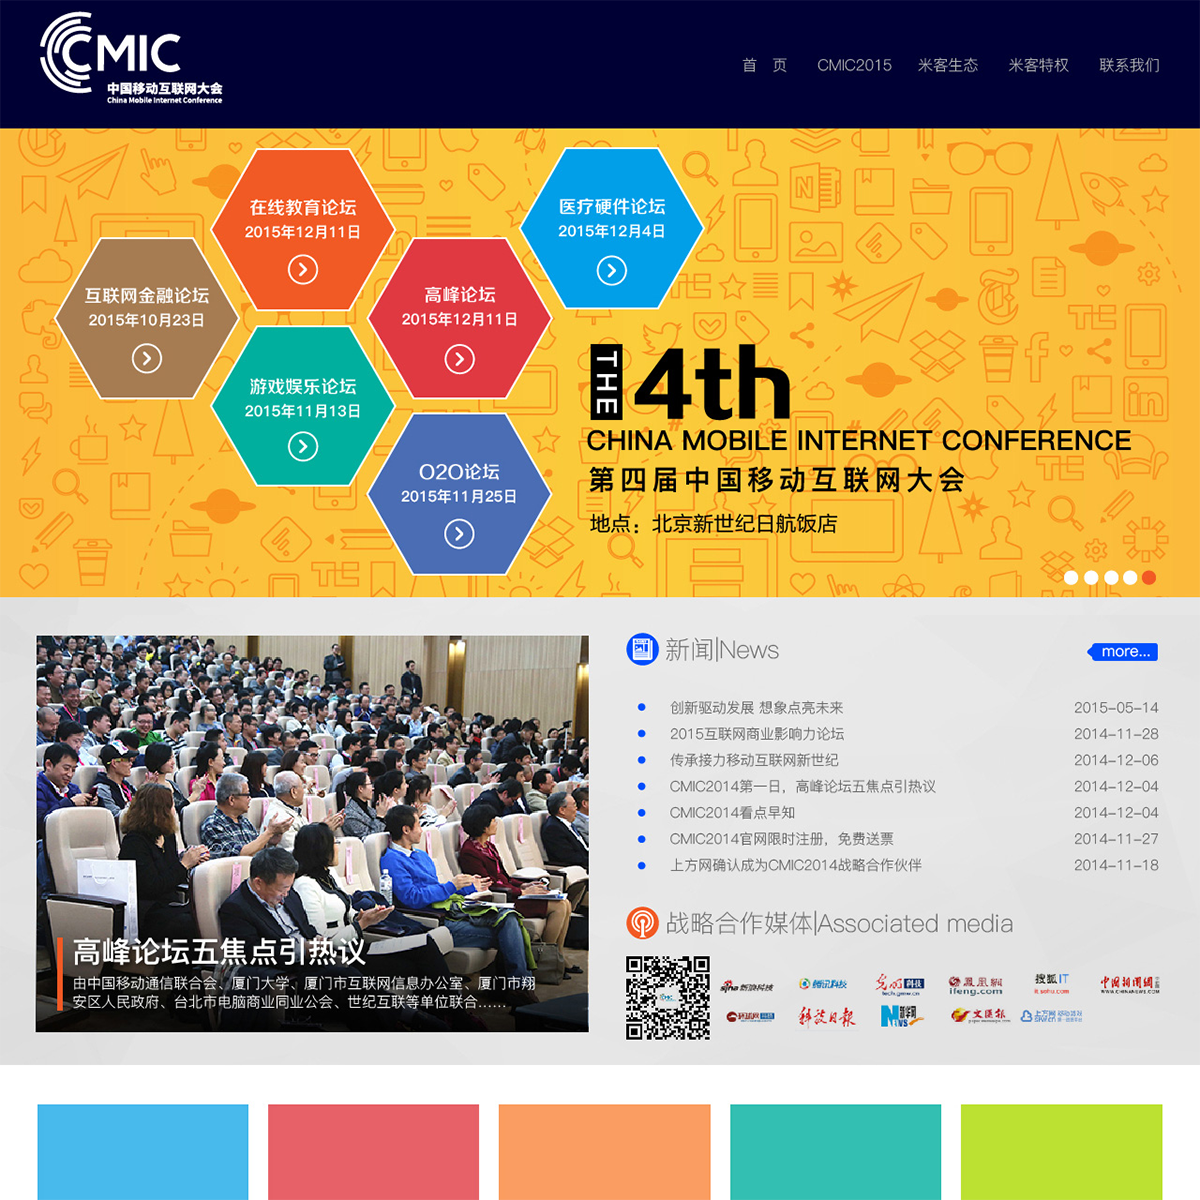 CMIC
中国移动互联网大会
China Mobile Internet Conference
首 页 CMIC2015 米客生态 米客特权 联系我们
在线教育论坛
2015年12月11日
医疗硬件论坛
2015年12月4日
互联网金融论坛
2015年10月23日
高峰论坛
2015年12月11日
游戏娱乐论坛
2015年11月13日
O2O论坛
2015年11月25日
THE 4th
CHINA MOBILE INTERNET CONFERENCE
第四届中国移动互联网大会
地点：北京新世纪日航饭店
高峰论坛五焦点引热议
由中国移动通信联合会、厦门大学、厦门市互联网信息办公室、厦门市翔
安区人民政府、台北市电脑商业同业公会、世纪互联等单位联合......
新闻|News
more...
创新驱动发展 想象点亮未来 2015-05-14
2015互联网商业影响力论坛 2014-11-28
传承接力移动互联网新世纪 2014-12-06
CMIC2014第一日，高峰论坛五焦点引热议 2014-12-04
CMIC2014看点早知 2014-12-04
CMIC2014官网限时注册，免费送票 2014-11-27
上方网确认成为CMIC2014战略合作伙伴 2014-11-18
战略合作媒体|Associated media
sina 新浪科技 腾讯科技 光明科技 凤凰网 搜狐IT 中国新闻网
tech.gmw.cn ifeng.com it.sohu.com WWW.CHINANEWS.COM
环球网 科技 科技日报 NEWS 新华网 文汇报 上方网